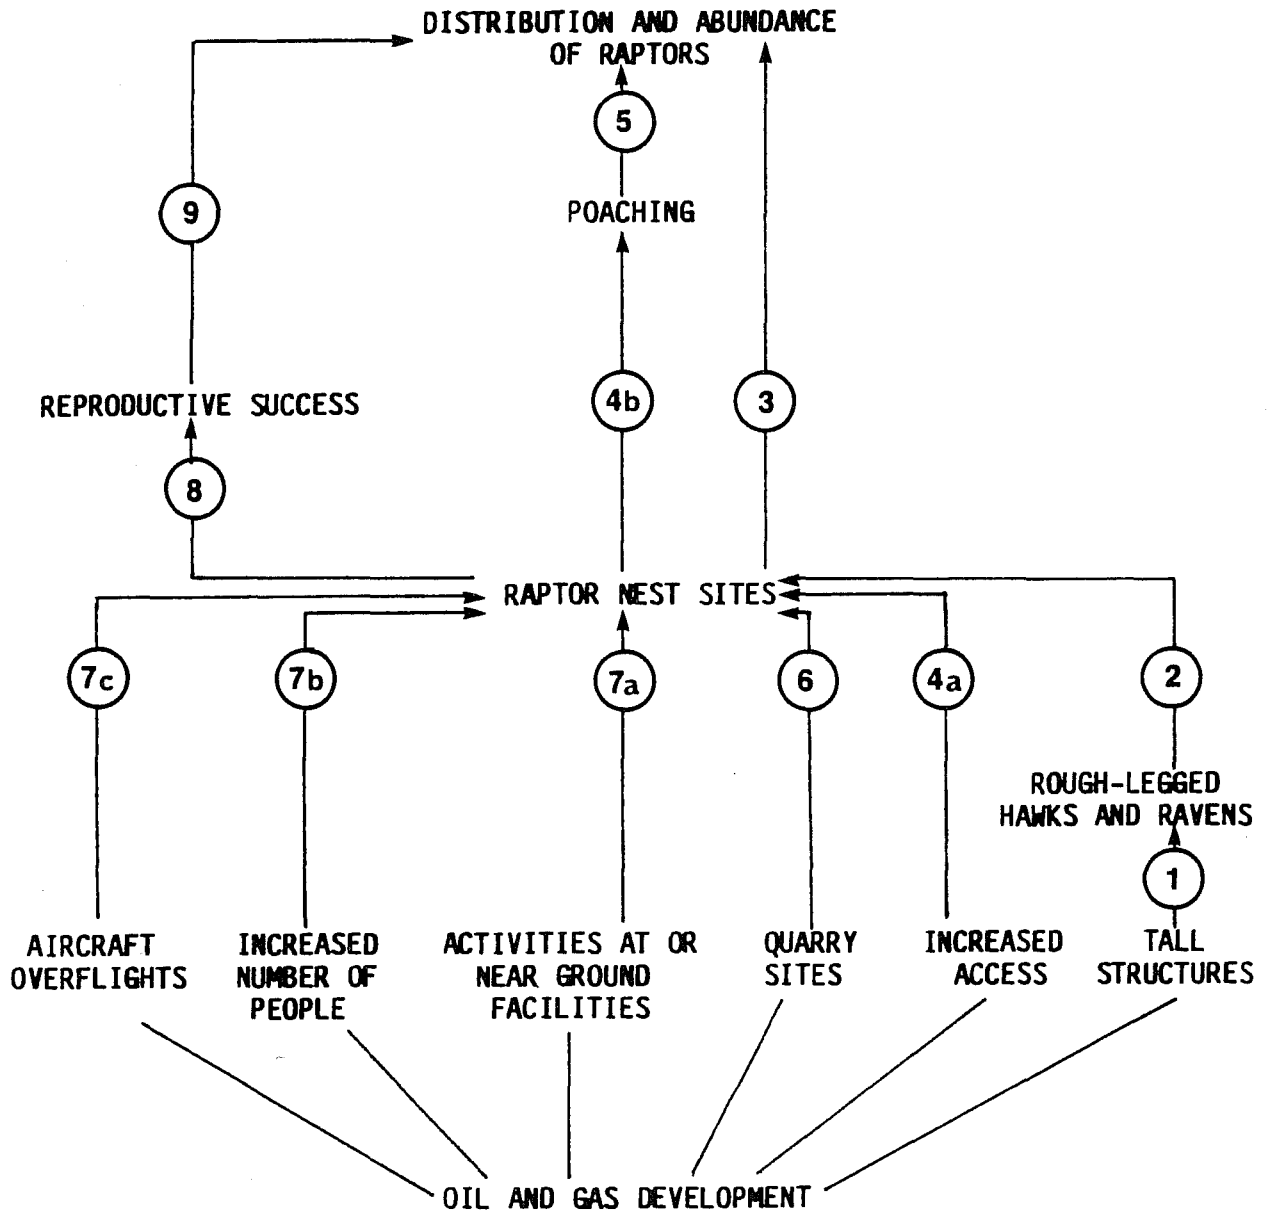 DISTRIBUTION AND ABUNDANCE
OF RAPTORS
5
9
POACHING
REPRODUCTIVE SUCCESS
4b
3
8
RAPTOR NEST SITES
7c
7b
7a
6
4a
2
ROUGH-LEGGED
HAWKS AND RAVENS
1
AIRCRAFT
OVERFLIGHTS
INCREASED
NUMBER OF
PEOPLE
ACTIVITIES AT OR
NEAR GROUND
FACILITIES
QUARRY
SITES
INCREASED
ACCESS
TALL
STRUCTURES
OIL AND GAS DEVELOPMENT